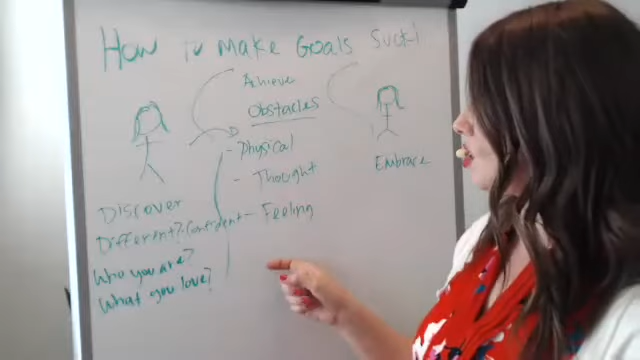 How to Make Goals Suck!
Achieve
Obstacles
- Physical
- Thought
- Feeling
Embrace
Discover
Different? Confident
Who you are?
What you love?